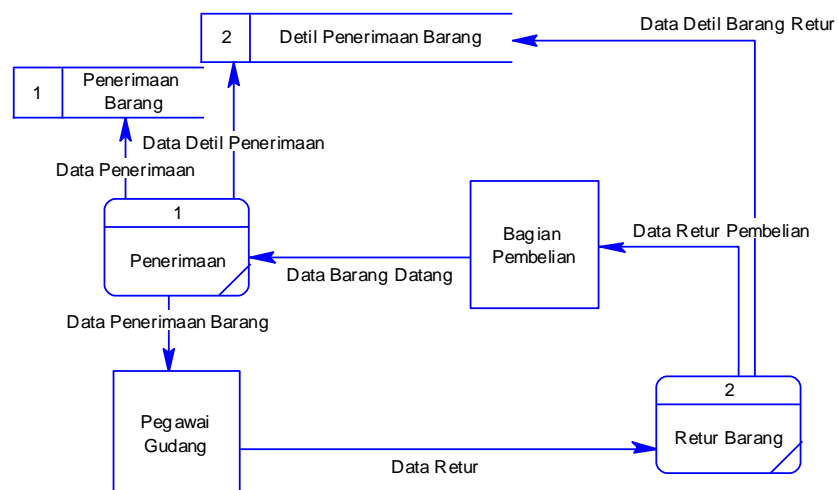 Data Detil Barang Retur
2
Detil Penerimaan Barang
1
Penerimaan
Barang
Data Detil Penerimaan
Data Penerimaan
1
Penerimaan
Bagian
Pembelian
Data Retur Pembelian
Data Barang Datang
Data Penerimaan Barang
Pegawai
Gudang
2
Retur Barang
Data Retur